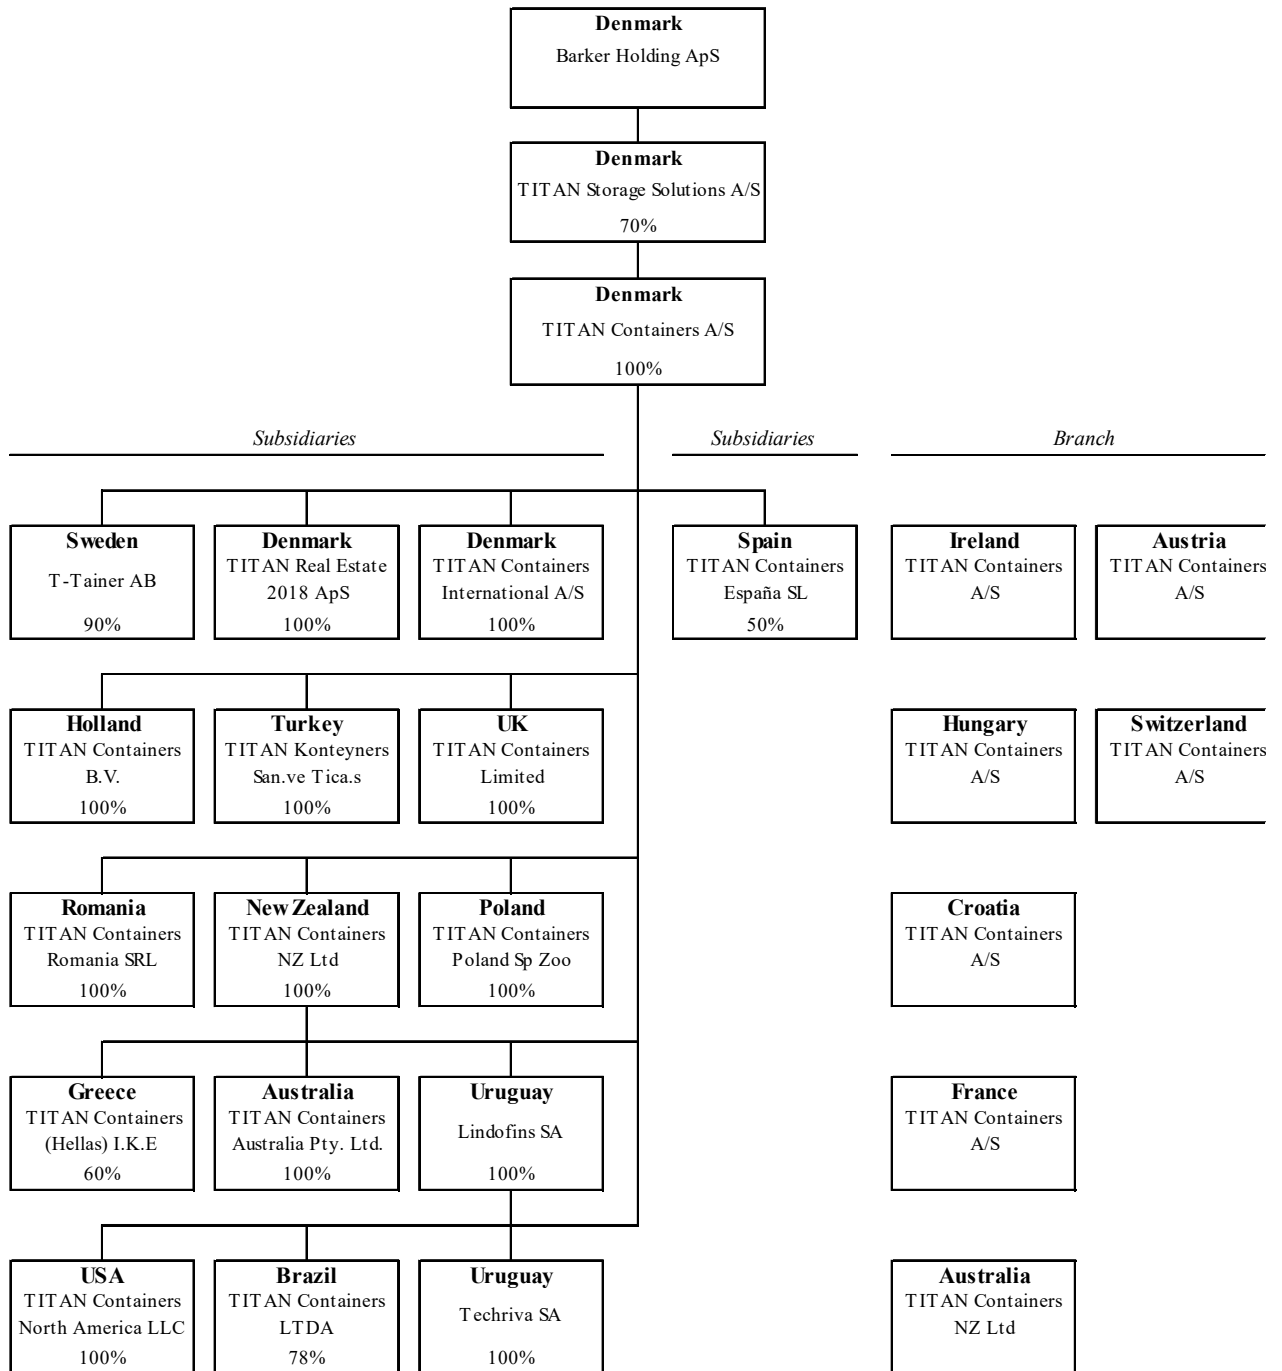 Denmark
Barker Holding ApS
Denmark
TITAN Storage Solutions A/S
70%
Denmark
TITAN Containers A/S
100%
Subsidiaries
Subsidiaries
Branch
Sweden
T-Tainer AB
90%
Denmark
TITAN Real Estate
2018 ApS
100%
Denmark
TITAN Containers
International A/S
100%
Spain
TITAN Containers
España SL
50%
Ireland
TITAN Containers
A/S
Austria
TITAN Containers
A/S
Holland
TITAN Containers
B.V.
100%
Turkey
TITAN Konteyners
San.ve Tica.s
100%
UK
TITAN Containers
Limited
100%
Hungary
TITAN Containers
A/S
Switzerland
TITAN Containers
A/S
Romania
TITAN Containers
Romania SRL
100%
New Zealand
TITAN Containers
NZ Ltd
100%
Poland
TITAN Containers
Poland Sp Zoo
100%
Croatia
TITAN Containers
A/S
Greece
TITAN Containers
(Hellas) I.K.E
60%
Australia
TITAN Containers
Australia Pty. Ltd.
100%
Uruguay
Lindofins SA
100%
France
TITAN Containers
A/S
USA
TITAN Containers
North America LLC
100%
Brazil
TITAN Containers
LTDA
78%
Uruguay
Techriva SA
100%
Australia
TITAN Containers
NZ Ltd